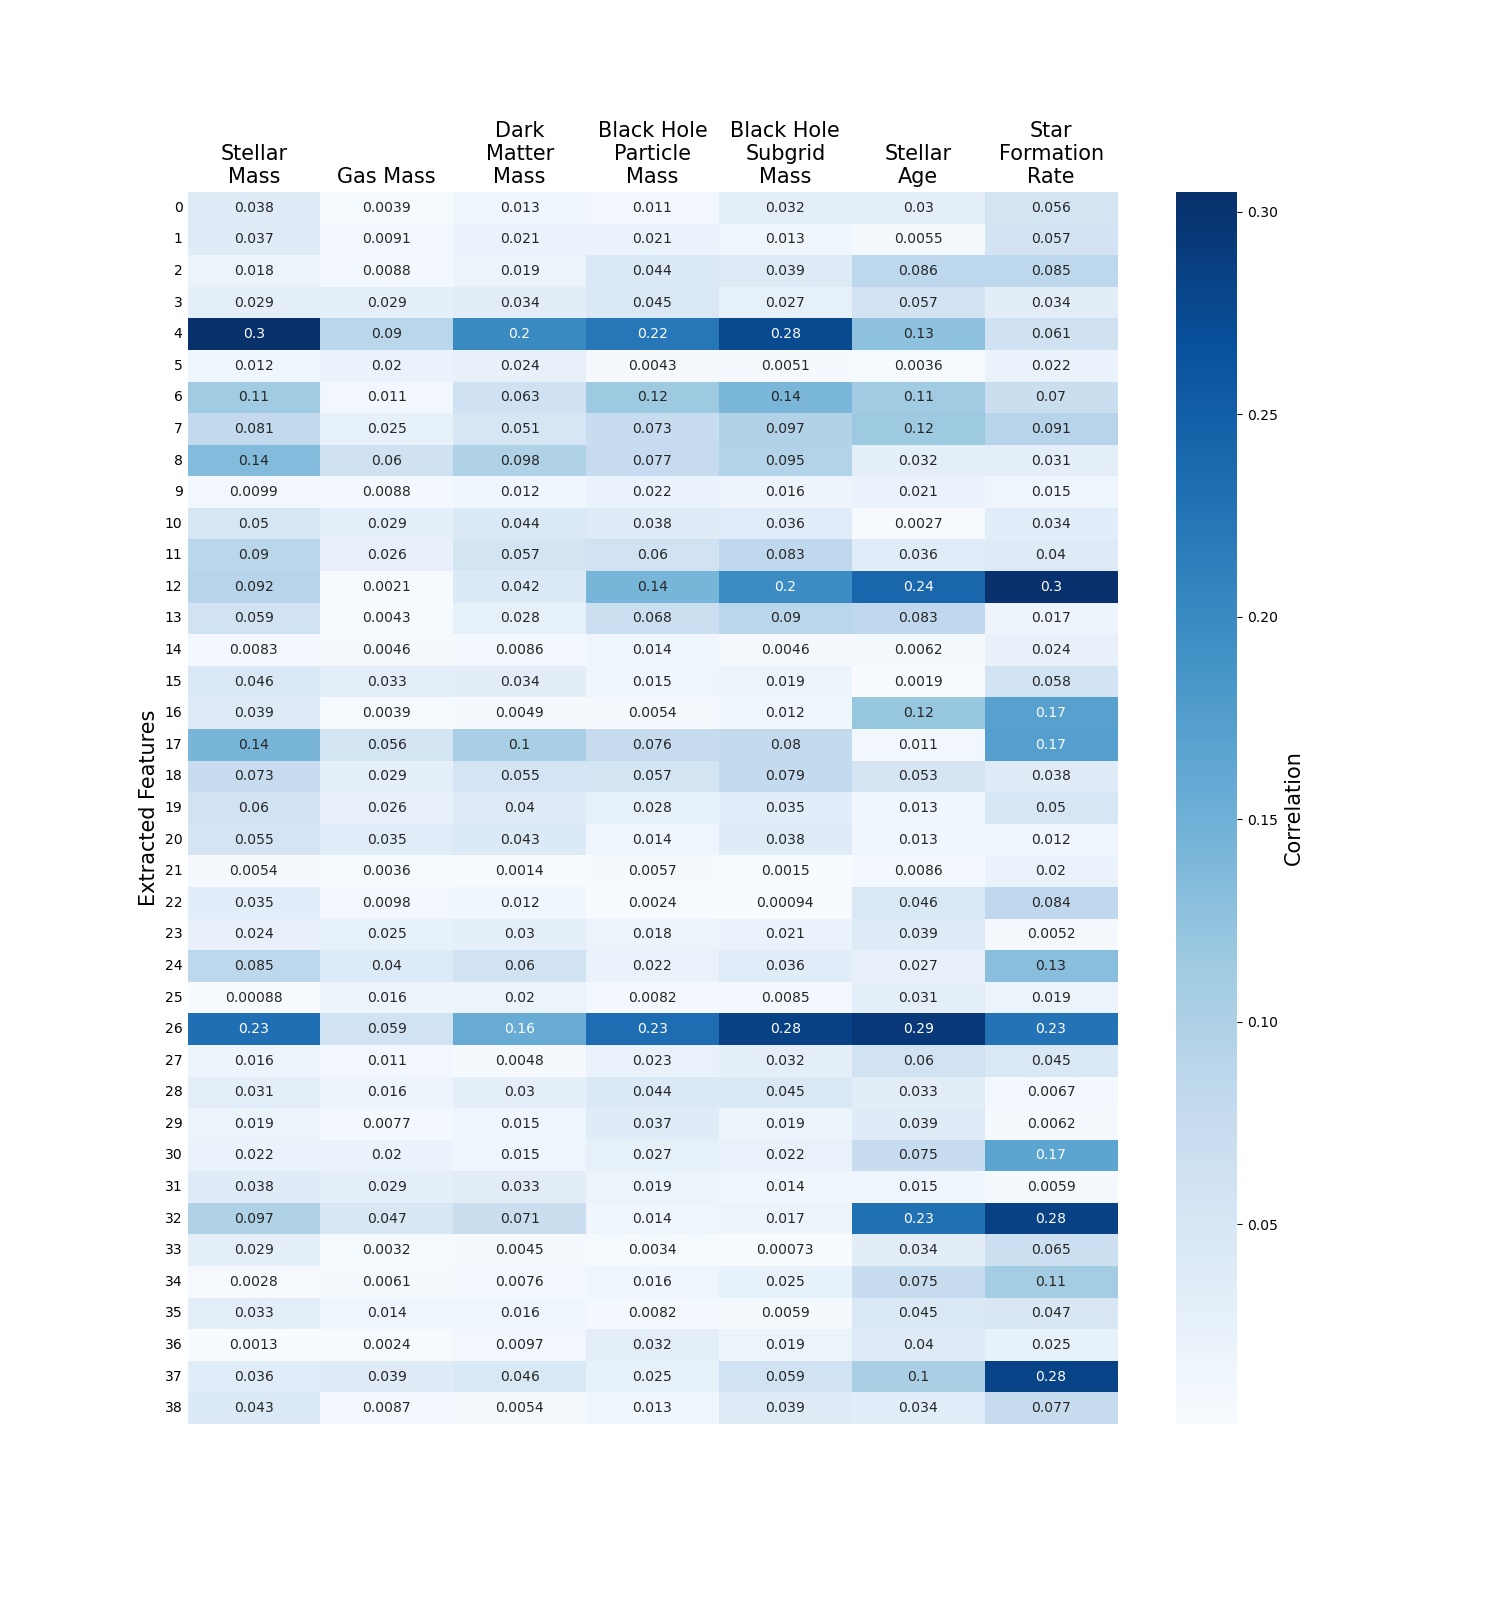 Stellar
Mass
Gas Mass
Dark
Matter
Mass
Black Hole
Particle
Mass
Black Hole
Subgrid
Mass
Stellar
Age
Star
Formation
Rate
Extracted Features
0 0.038 0.0039 0.013 0.011 0.032 0.03 0.056
1 0.037 0.0091 0.021 0.021 0.013 0.0055 0.057
2 0.018 0.0088 0.019 0.044 0.039 0.086 0.085
3 0.029 0.029 0.034 0.045 0.027 0.057 0.034
4 0.3 0.09 0.2 0.22 0.28 0.13 0.061
5 0.012 0.02 0.024 0.0043 0.0051 0.0036 0.022
6 0.11 0.011 0.063 0.12 0.14 0.11 0.07
7 0.081 0.025 0.051 0.073 0.097 0.12 0.091
8 0.14 0.06 0.098 0.077 0.095 0.032 0.031
9 0.0099 0.0088 0.012 0.022 0.016 0.021 0.015
10 0.05 0.029 0.044 0.038 0.036 0.0027 0.034
11 0.09 0.026 0.057 0.06 0.083 0.036 0.04
12 0.092 0.0021 0.042 0.14 0.2 0.24 0.3
13 0.059 0.0043 0.028 0.068 0.09 0.083 0.017
14 0.0083 0.0046 0.0086 0.014 0.0046 0.0062 0.024
15 0.046 0.033 0.034 0.015 0.019 0.0019 0.058
16 0.039 0.0039 0.0049 0.0054 0.012 0.12 0.17
17 0.14 0.056 0.1 0.076 0.08 0.011 0.17
18 0.073 0.029 0.055 0.057 0.079 0.053 0.038
19 0.06 0.026 0.04 0.028 0.035 0.013 0.05
20 0.055 0.035 0.043 0.014 0.038 0.013 0.012
21 0.0054 0.0036 0.0014 0.0057 0.0015 0.0086 0.02
22 0.035 0.0098 0.012 0.0024 0.00094 0.046 0.084
23 0.024 0.025 0.03 0.018 0.021 0.039 0.0052
24 0.085 0.04 0.06 0.022 0.036 0.027 0.13
25 0.00088 0.016 0.02 0.0082 0.0085 0.031 0.019
26 0.23 0.059 0.16 0.23 0.28 0.29 0.23
27 0.016 0.011 0.0048 0.023 0.032 0.06 0.045
28 0.031 0.016 0.03 0.044 0.045 0.033 0.0067
29 0.019 0.0077 0.015 0.037 0.019 0.039 0.0062
30 0.022 0.02 0.015 0.027 0.022 0.075 0.17
31 0.038 0.029 0.033 0.019 0.014 0.015 0.0059
32 0.097 0.047 0.071 0.014 0.017 0.23 0.28
33 0.029 0.0032 0.0045 0.0034 0.00073 0.034 0.065
34 0.0028 0.0061 0.0076 0.016 0.025 0.075 0.11
35 0.033 0.014 0.016 0.0082 0.0059 0.045 0.047
36 0.0013 0.0024 0.0097 0.032 0.019 0.04 0.025
37 0.036 0.039 0.046 0.025 0.059 0.1 0.28
38 0.043 0.0087 0.0054 0.013 0.039 0.034 0.077
0.30
0.25
0.20
0.15
0.10
0.05
Correlation